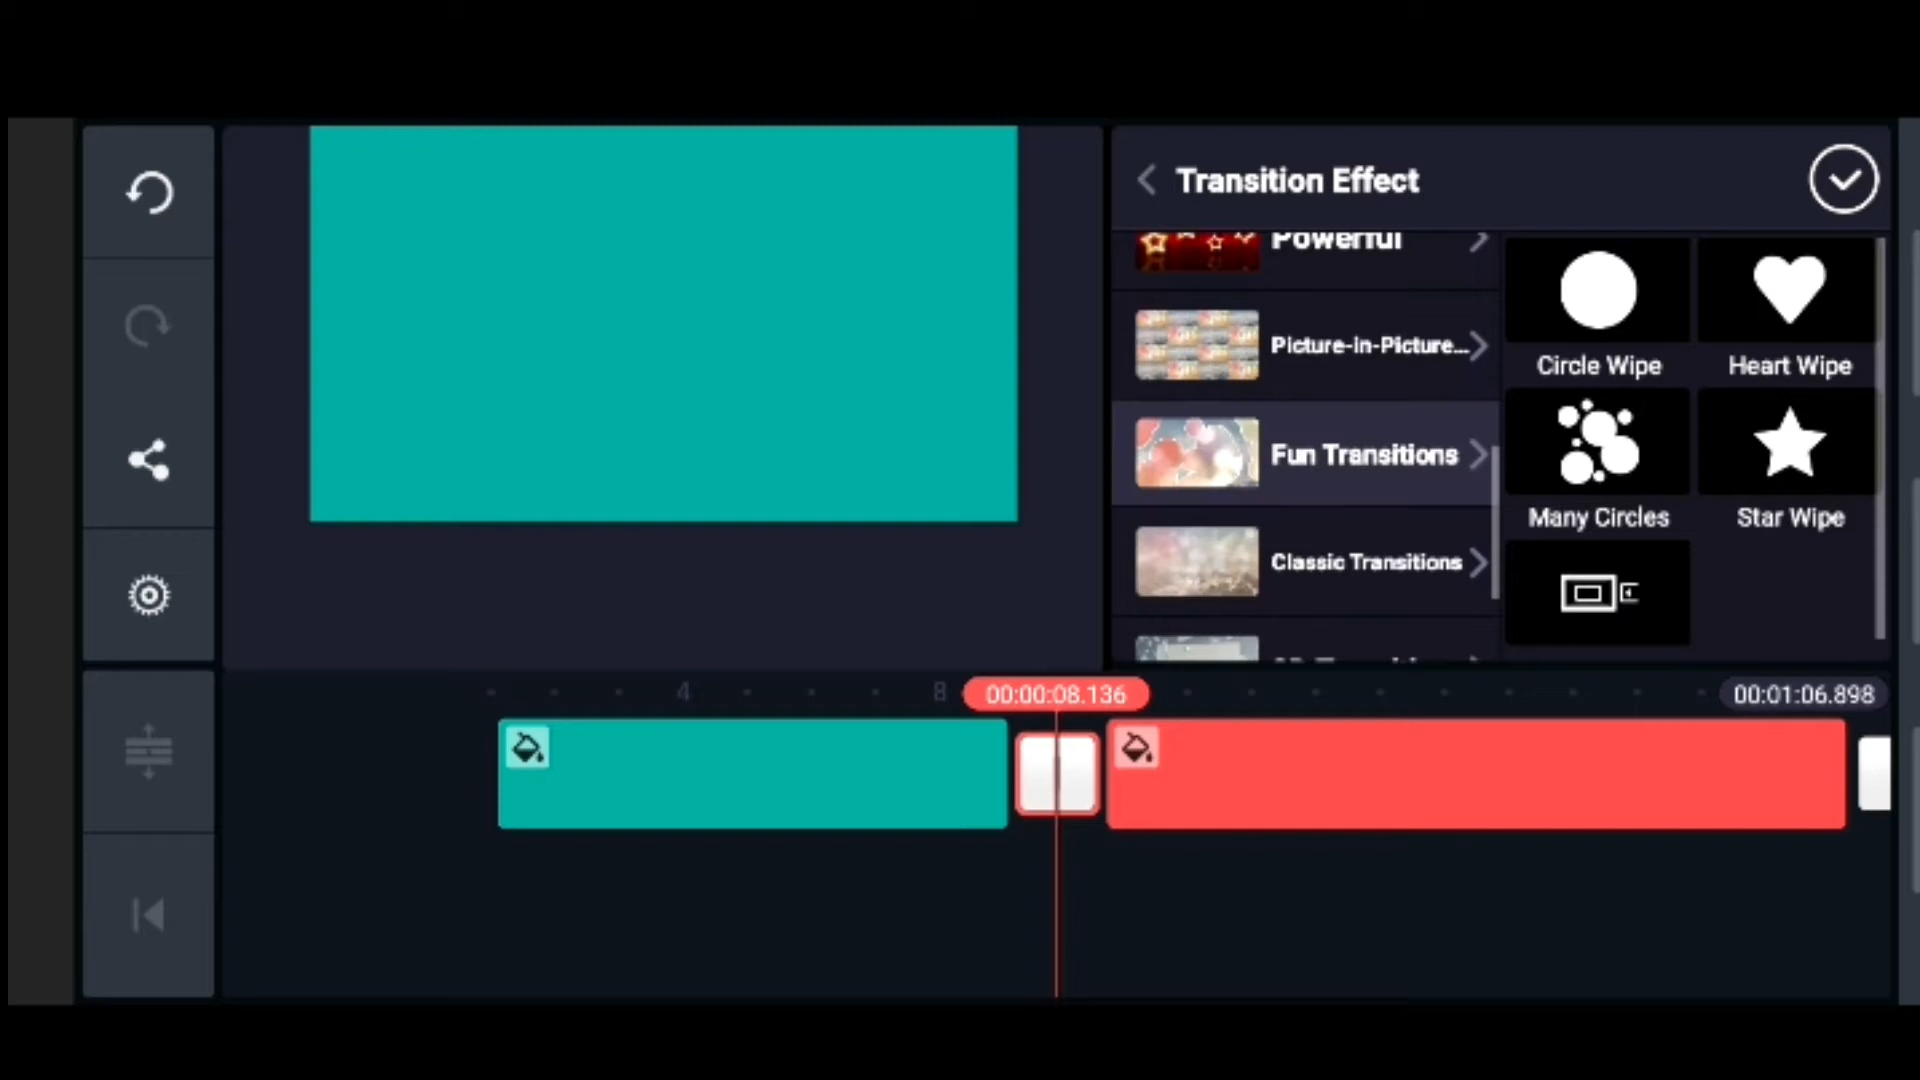 Transition Effect
Powerful
Picture-in-Picture...
Fun Transitions
Classic Transitions
Circle Wipe
Heart Wipe
Many Circles
Star Wipe
4
8
00:00:08.136
00:01:06.898